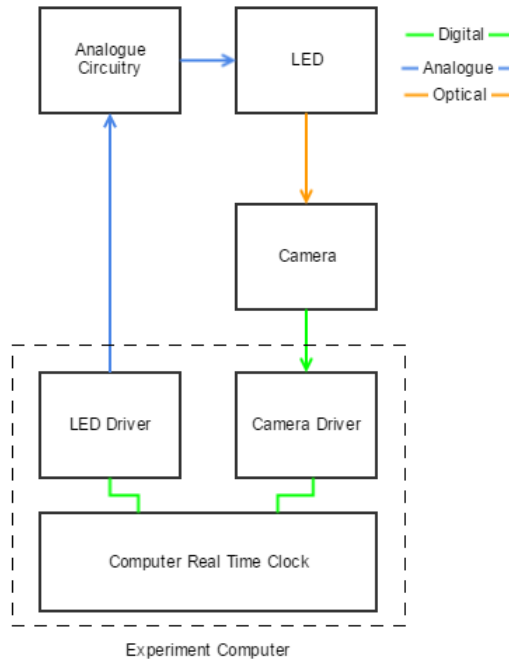 Analogue
Circuitry
LED
Digital
Analogue
Optical
Camera
LED Driver
Camera Driver
Computer Real Time Clock
Experiment Computer